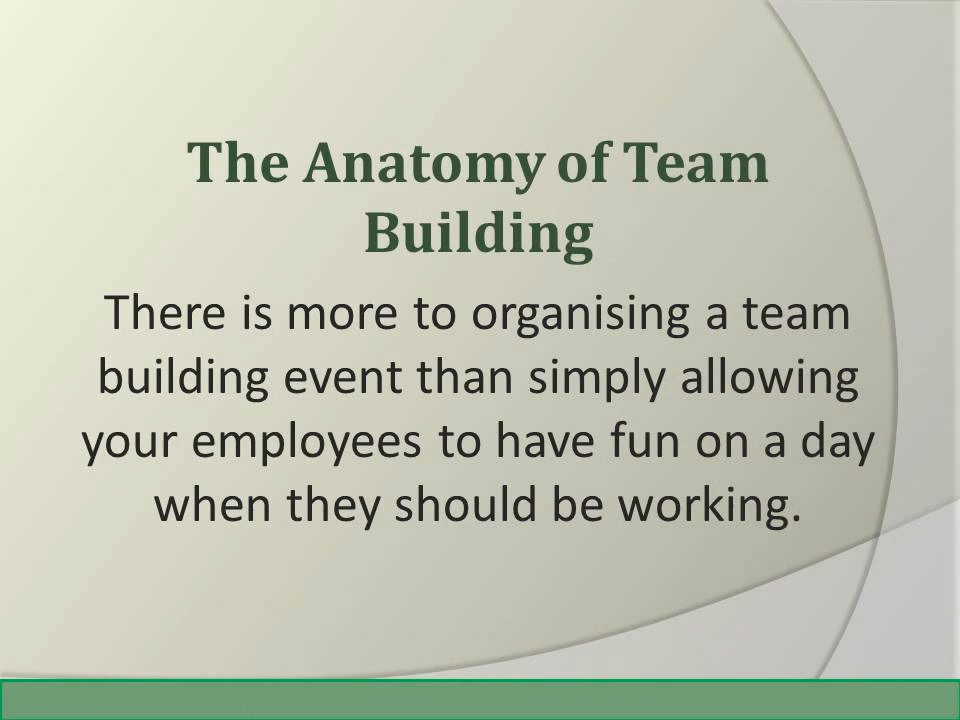 The Anatomy of Team
Building
There is more to organising a team
building event than simply allowing
your employees to have fun on a day
when they should be working.